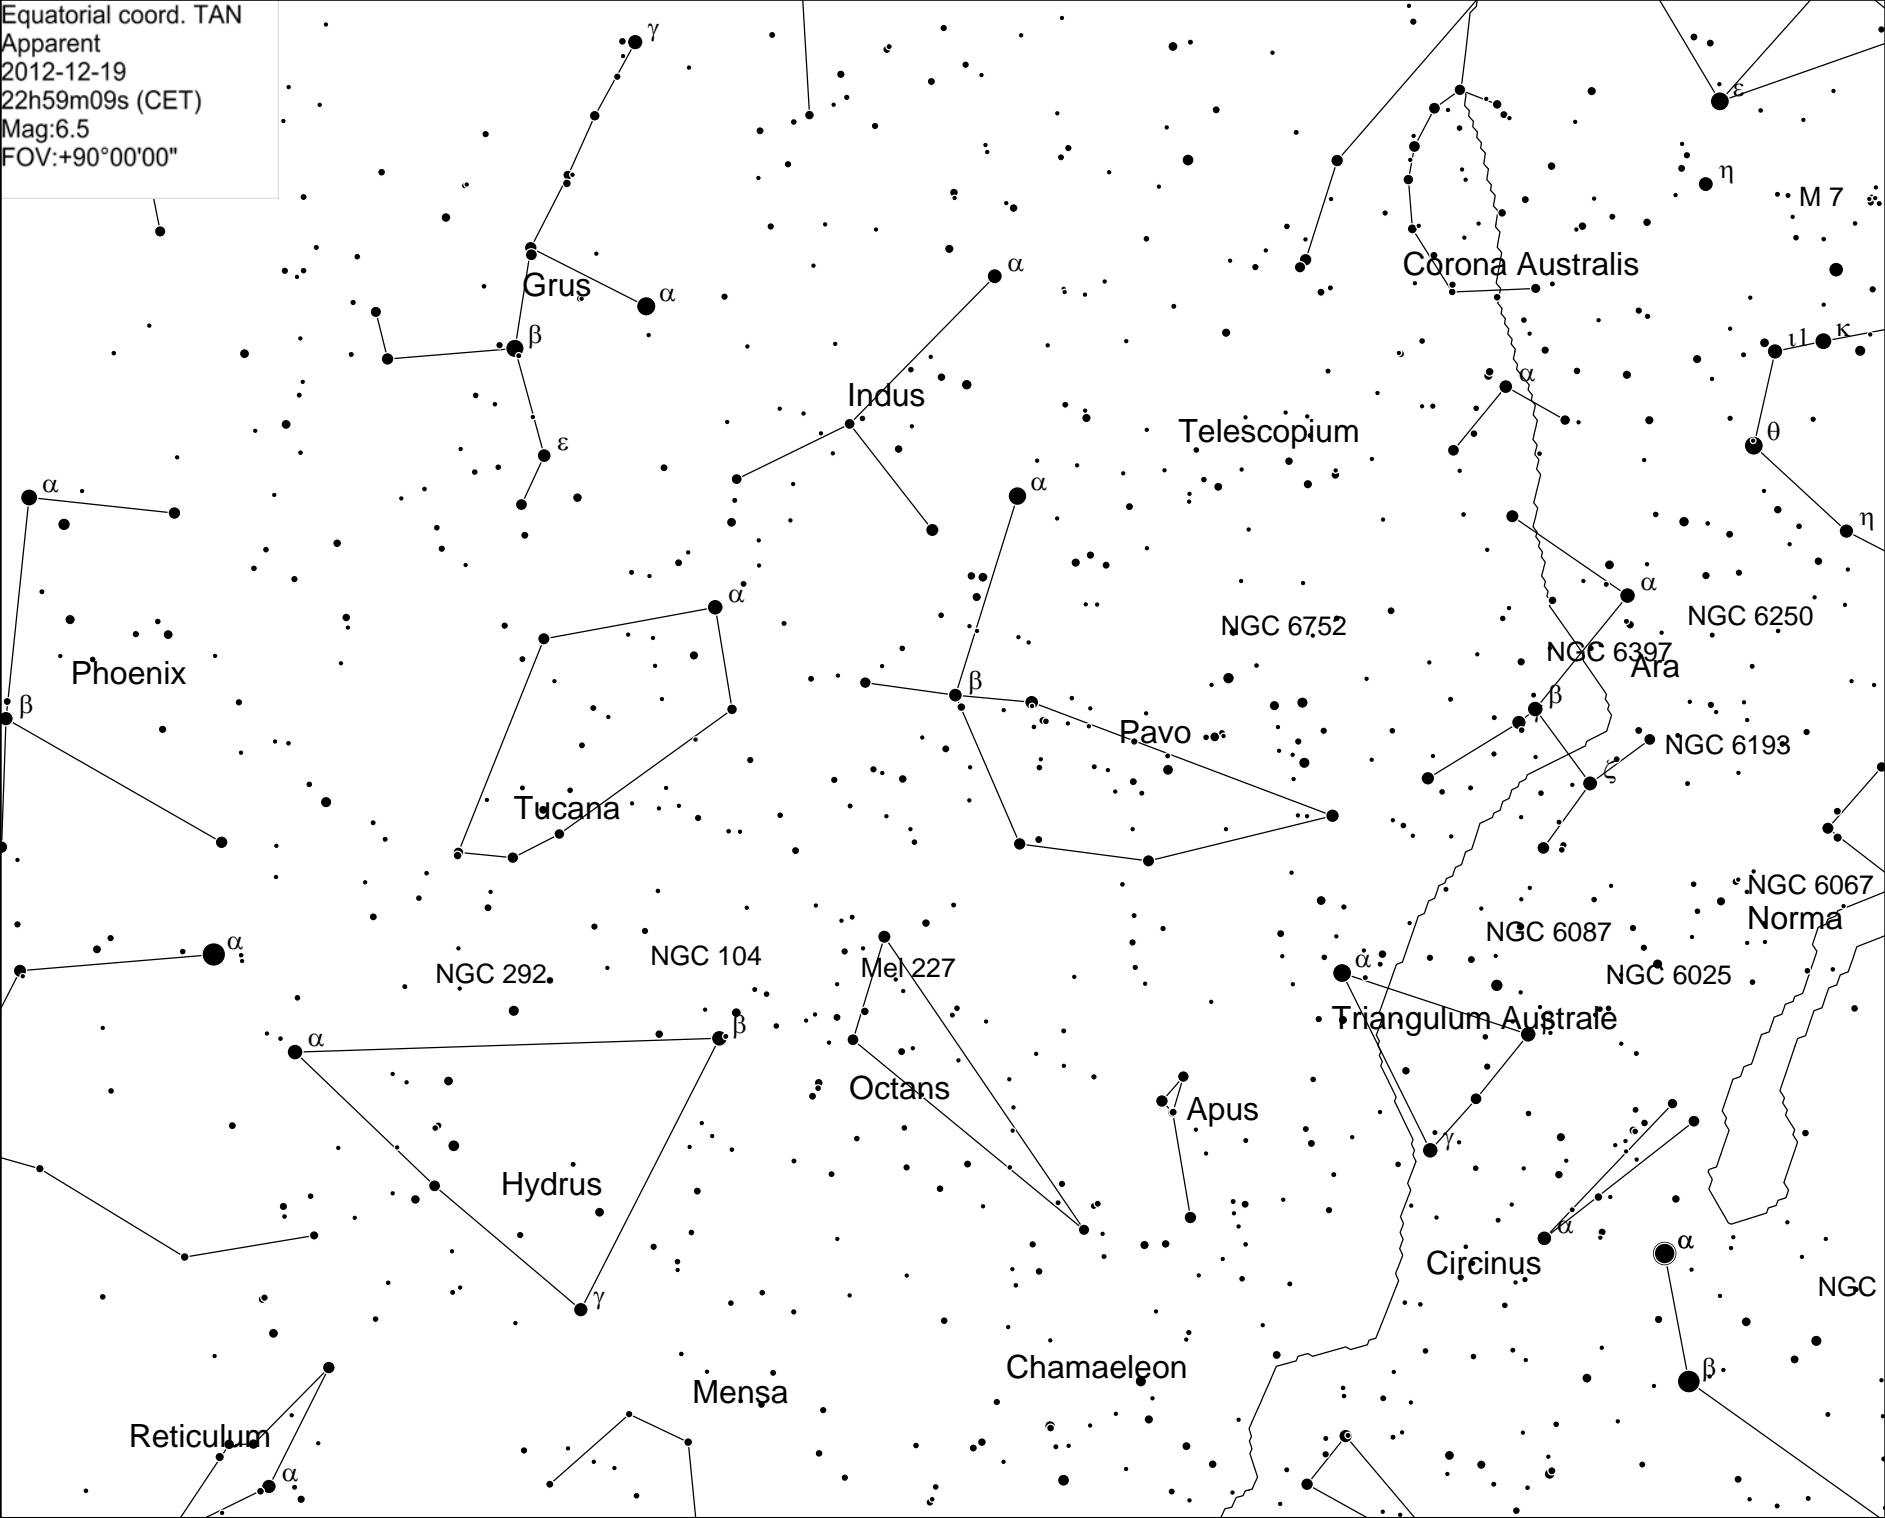 Equatorial coord. TAN
Apparent
2012-12-19
22h59m09s (CET)
Mag:6.5
FOV:+90°00'00"
γ
ε
η
M 7
Corona Australis
α
Grus
α
β
ι1 κ
α
Indus
Telescopium
θ
ε
α
α
η
α
α
NGC 6250
NGC 6752
NGC 6397
Ara
Phoenix
β
β
β
Pavo
NGC 6193
ζ
Tucana
NGC 6067
Norma
NGC 6087
α
NGC 104
α
Mel 227
NGC 292
NGC 6025
Triangulum Australe
β
α
Octans
Apus
γ
Hydrus
α
Circinus
α
NGC
γ
Chamaeleon
β
Mensa
Reticulum
α